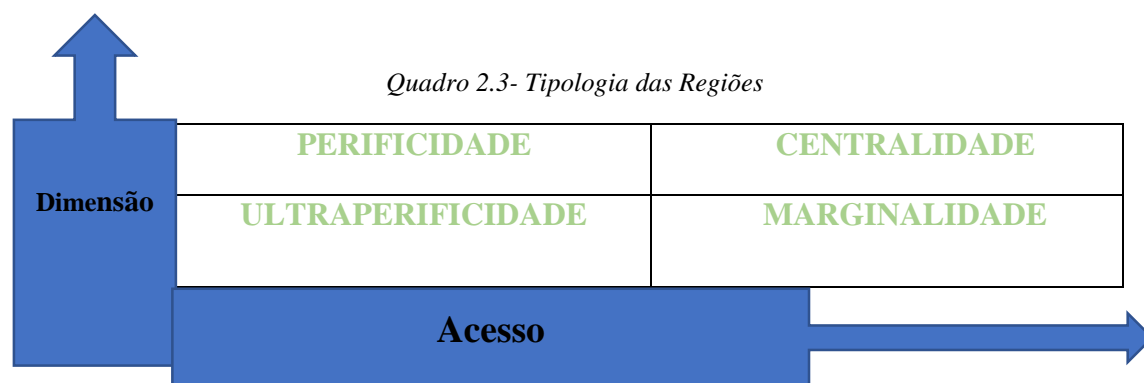 Quadro 2.3- Tipologia das Regiões
PERIFICIDADE
CENTRALIDADE
Dimensão
ULTRAPERIFICIDADE
MARGINALIDADE
Acesso